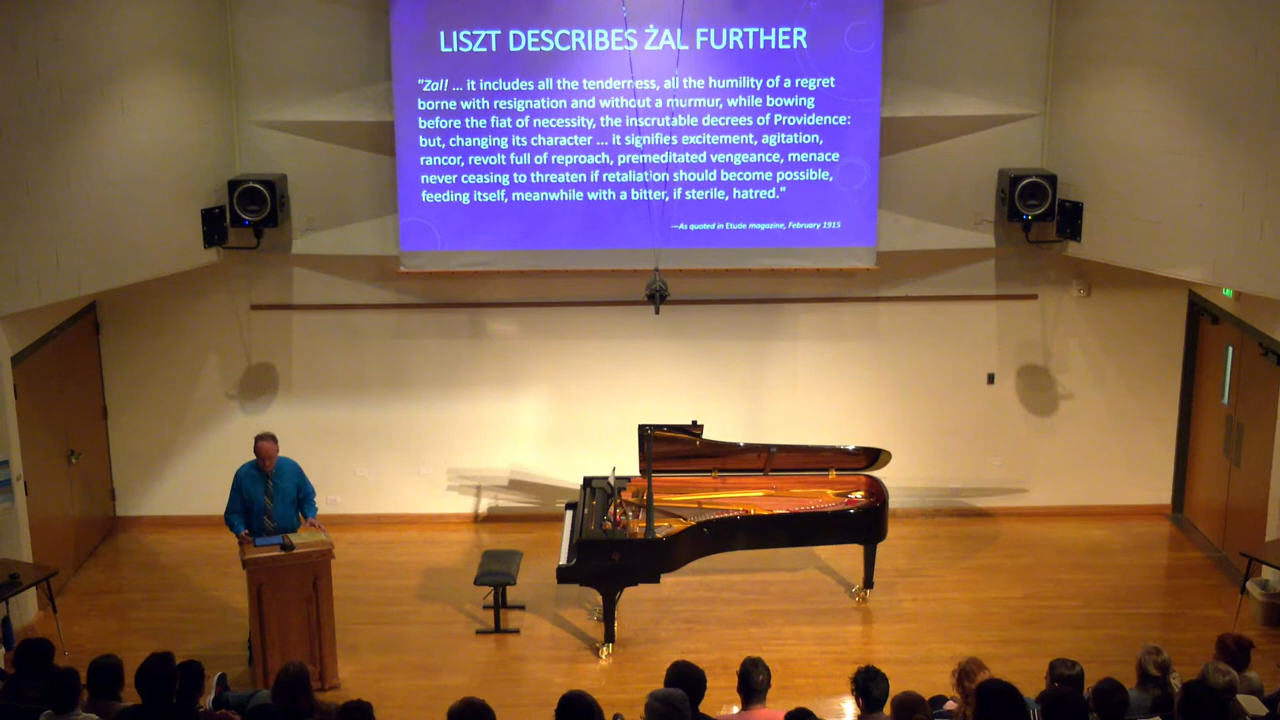 LISZT DESCRIBES ŻAL FURTHER
"Zal! ... it includes all the tenderness, all the humility of a regret
borne with resignation and without a murmur, while bowing
before the fiat of necessity, the inscrutable decrees of Providence:
but, changing its character ... it signifies excitement, agitation,
rancor, revolt full of reproach, premeditated vengeance, menace
never ceasing to threaten if retaliation should become possible,
feeding itself, meanwhile with a bitter, if sterile, hatred."
—As quoted in Etude magazine, February 1915
EXIT